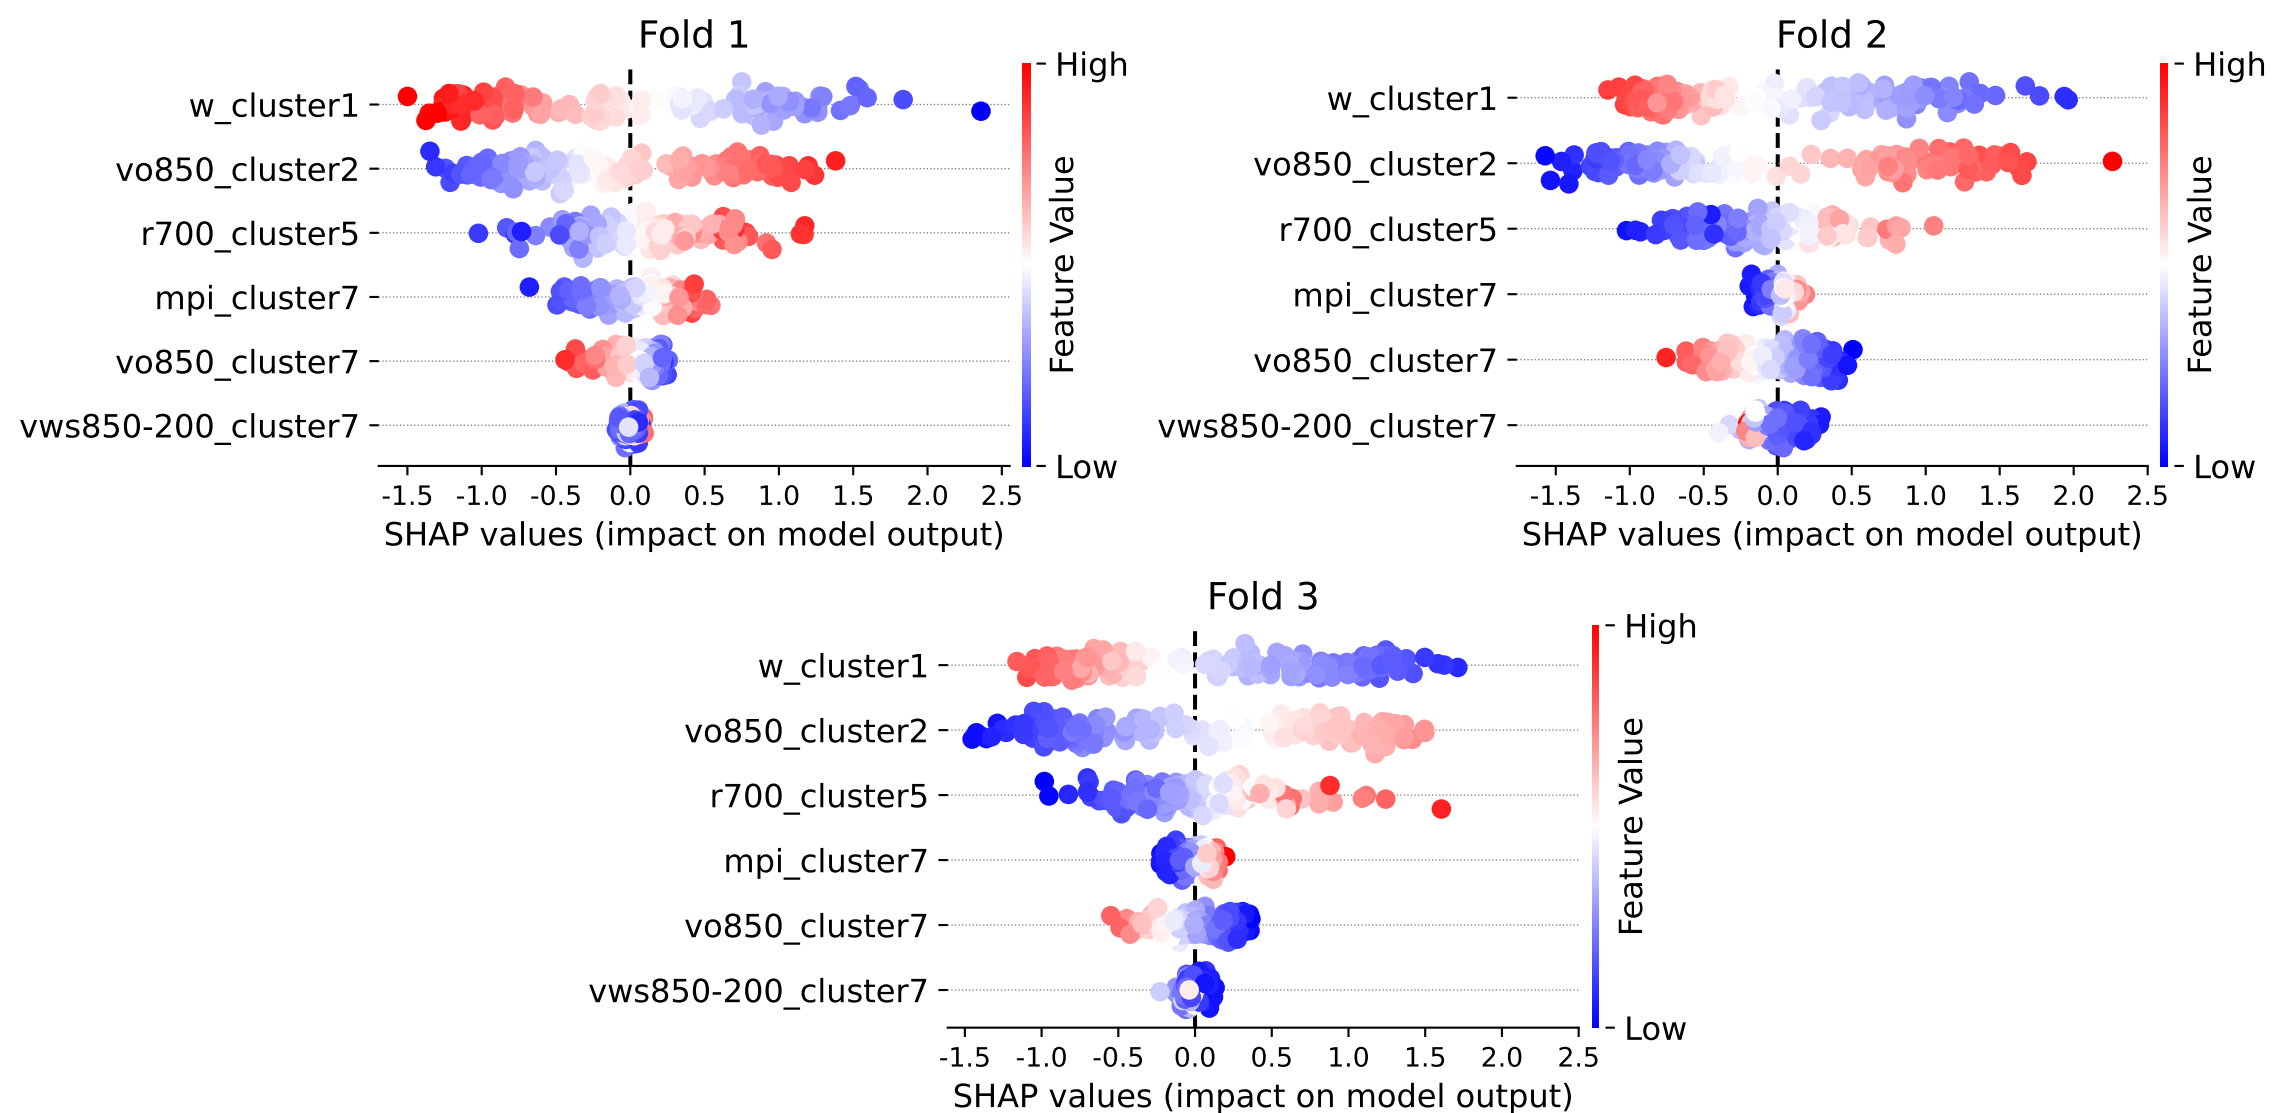 Fold 1
High
w_cluster1
vo850_cluster2
r700_cluster5
mpi_cluster7
vo850_cluster7
vws850-200_cluster7
Feature Value
Low
-1.5 -1.0 -0.5 0.0 0.5 1.0 1.5 2.0 2.5
SHAP values (impact on model output)
Fold 2
High
w_cluster1
vo850_cluster2
r700_cluster5
mpi_cluster7
vo850_cluster7
vws850-200_cluster7
Feature Value
Low
-1.5 -1.0 -0.5 0.0 0.5 1.0 1.5 2.0 2.5
SHAP values (impact on model output)
Fold 3
High
w_cluster1
vo850_cluster2
r700_cluster5
mpi_cluster7
vo850_cluster7
vws850-200_cluster7
Feature Value
Low
-1.5 -1.0 -0.5 0.0 0.5 1.0 1.5 2.0 2.5
SHAP values (impact on model output)